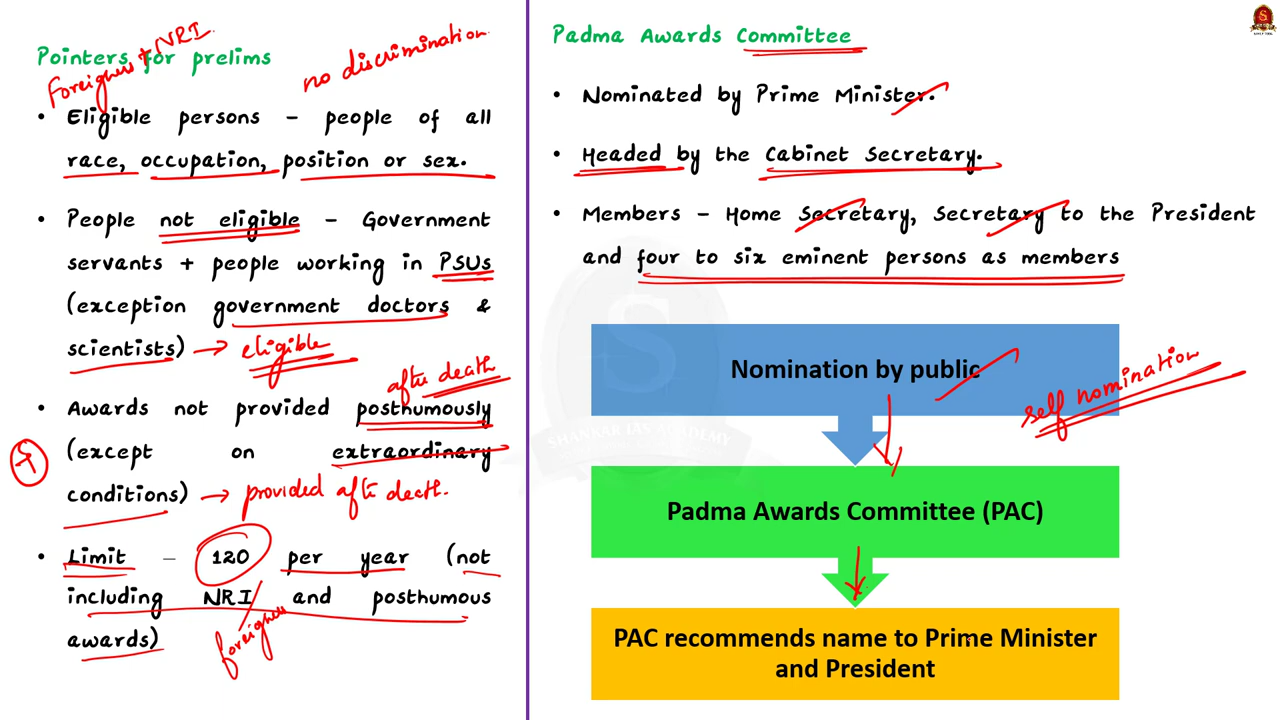 Pointers for prelims
Foreigners + NRI
no discrimination
• Eligible persons – people of all
race, occupation, position or sex.
• People not eligible – Government
servants + people working in PSUs
(exception government doctors &
scientists) → eligible
after death
• Awards not provided posthumously
(except on extraordinary
conditions) → provided after death.
• Limit – 120 per year (not
including NRI and posthumous
awards)
foreigners
Padma Awards Committee
• Nominated by Prime Minister.
• Headed by the Cabinet Secretary.
• Members – Home Secretary, Secretary to the President
and four to six eminent persons as members
Nomination by public
self nomination
Padma Awards Committee (PAC)
PAC recommends name to Prime Minister
and President
SHANKAR IAS ACADEMY